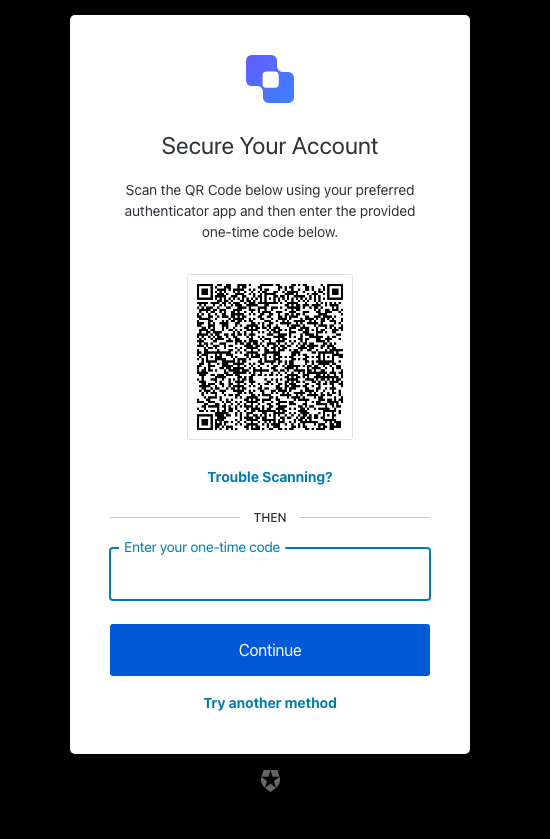 Secure Your Account
Scan the QR Code below using your preferred
authenticator app and then enter the provided
one-time code below.
Trouble Scanning?
THEN
Enter your one-time code
Continue
Try another method